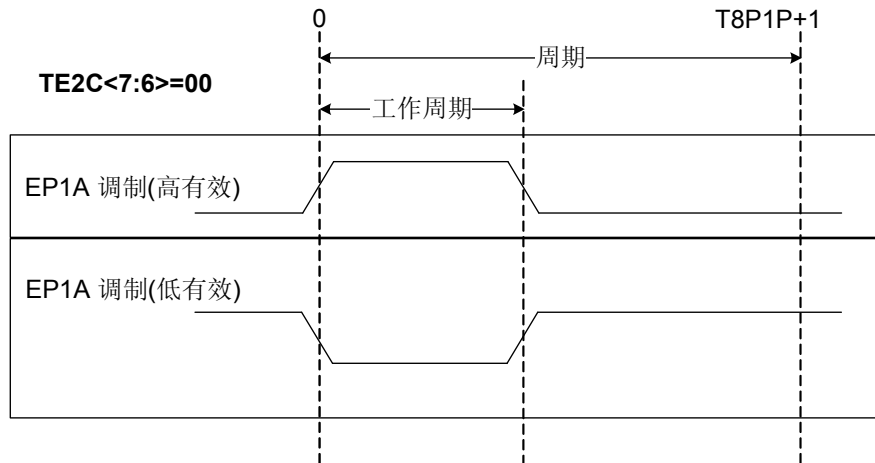 0
T8P1P+1
周期
TE2C<7:6>=00
工作周期
EP1A 调制(高有效)
EP1A 调制(低有效)